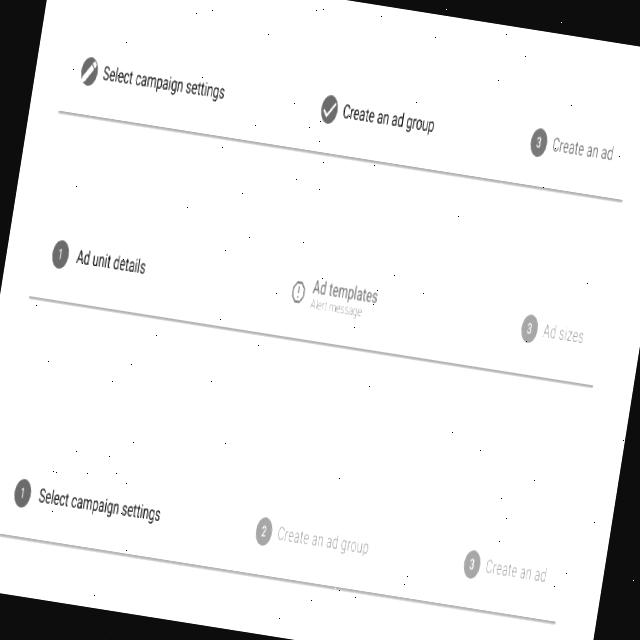 Select campaign settings
Create an ad group
3 Create an ad
1 Ad unit details
Ad templates
Alert message
3 Ad sizes
1 Select campaign settings
2 Create an ad group
3 Create an ad